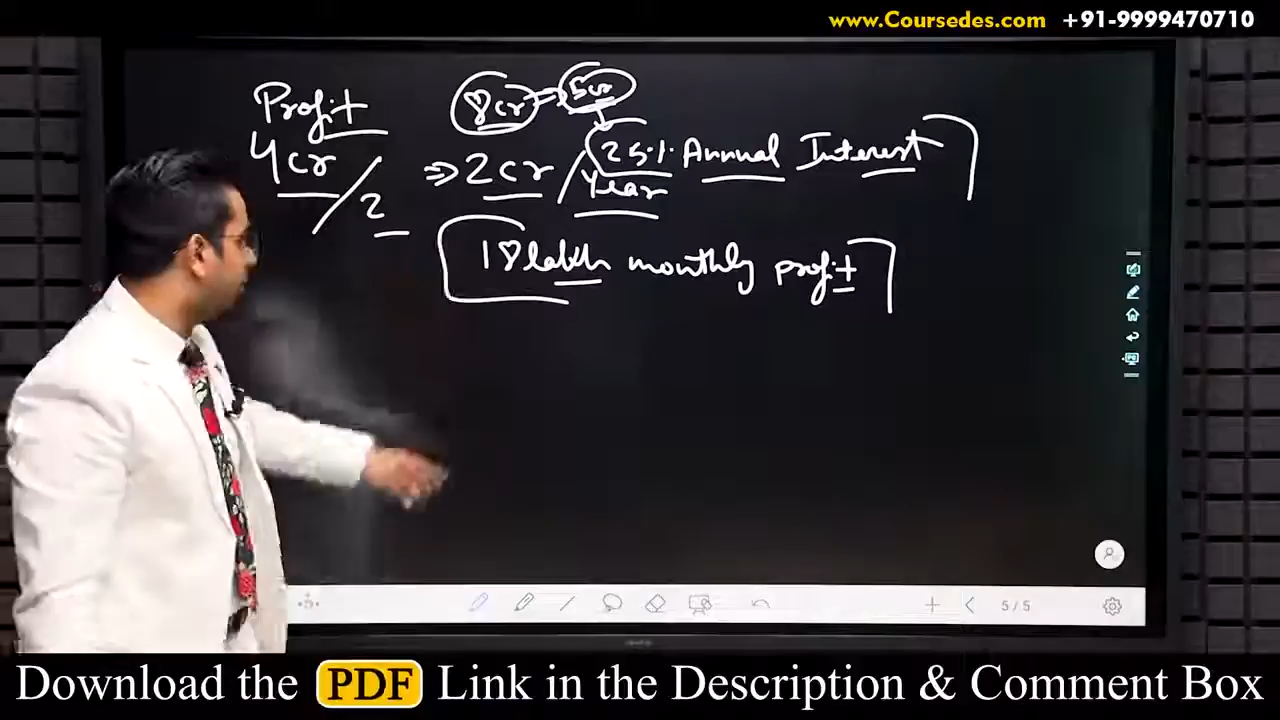 www.Coursedes.com +91-9999470710
Profit
8cr ⇒ 5cr
4cr/2 ⇒ 2cr / Year
25% Annual Interest
18 lakh monthly profit
5 / 5
Download the PDF Link in the Description & Comment Box